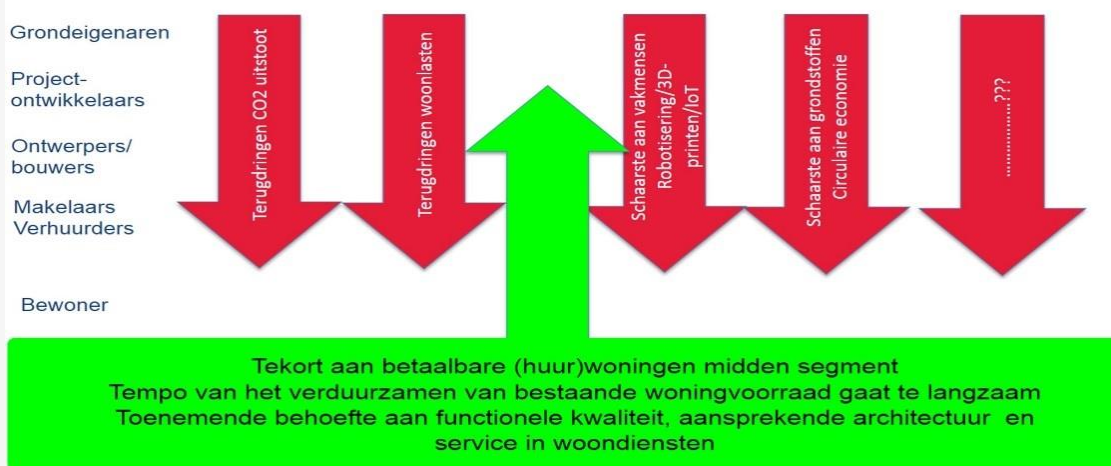 Grondeigenaren
Project-
ontwikkelaars
Ontwerpers/
bouwers
Makelaars
Verhuurders
Bewoner
Terugdringen CO2 uitstoot
Terugdringen woonlasten
Schaarste aan vakmensen
Robotisering/3D-
printen/IoT
Schaarste aan grondstoffen
Circulaire economie
..................???
Tekort aan betaalbare (huur)woningen midden segment
Tempo van het verduurzamen van bestaande woningvoorraad gaat te langzaam
Toenemende behoefte aan functionele kwaliteit, aansprekende architectuur en
service in woondiensten